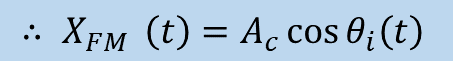 ∴ X_FM (t) = A_c cos θ_i(t)